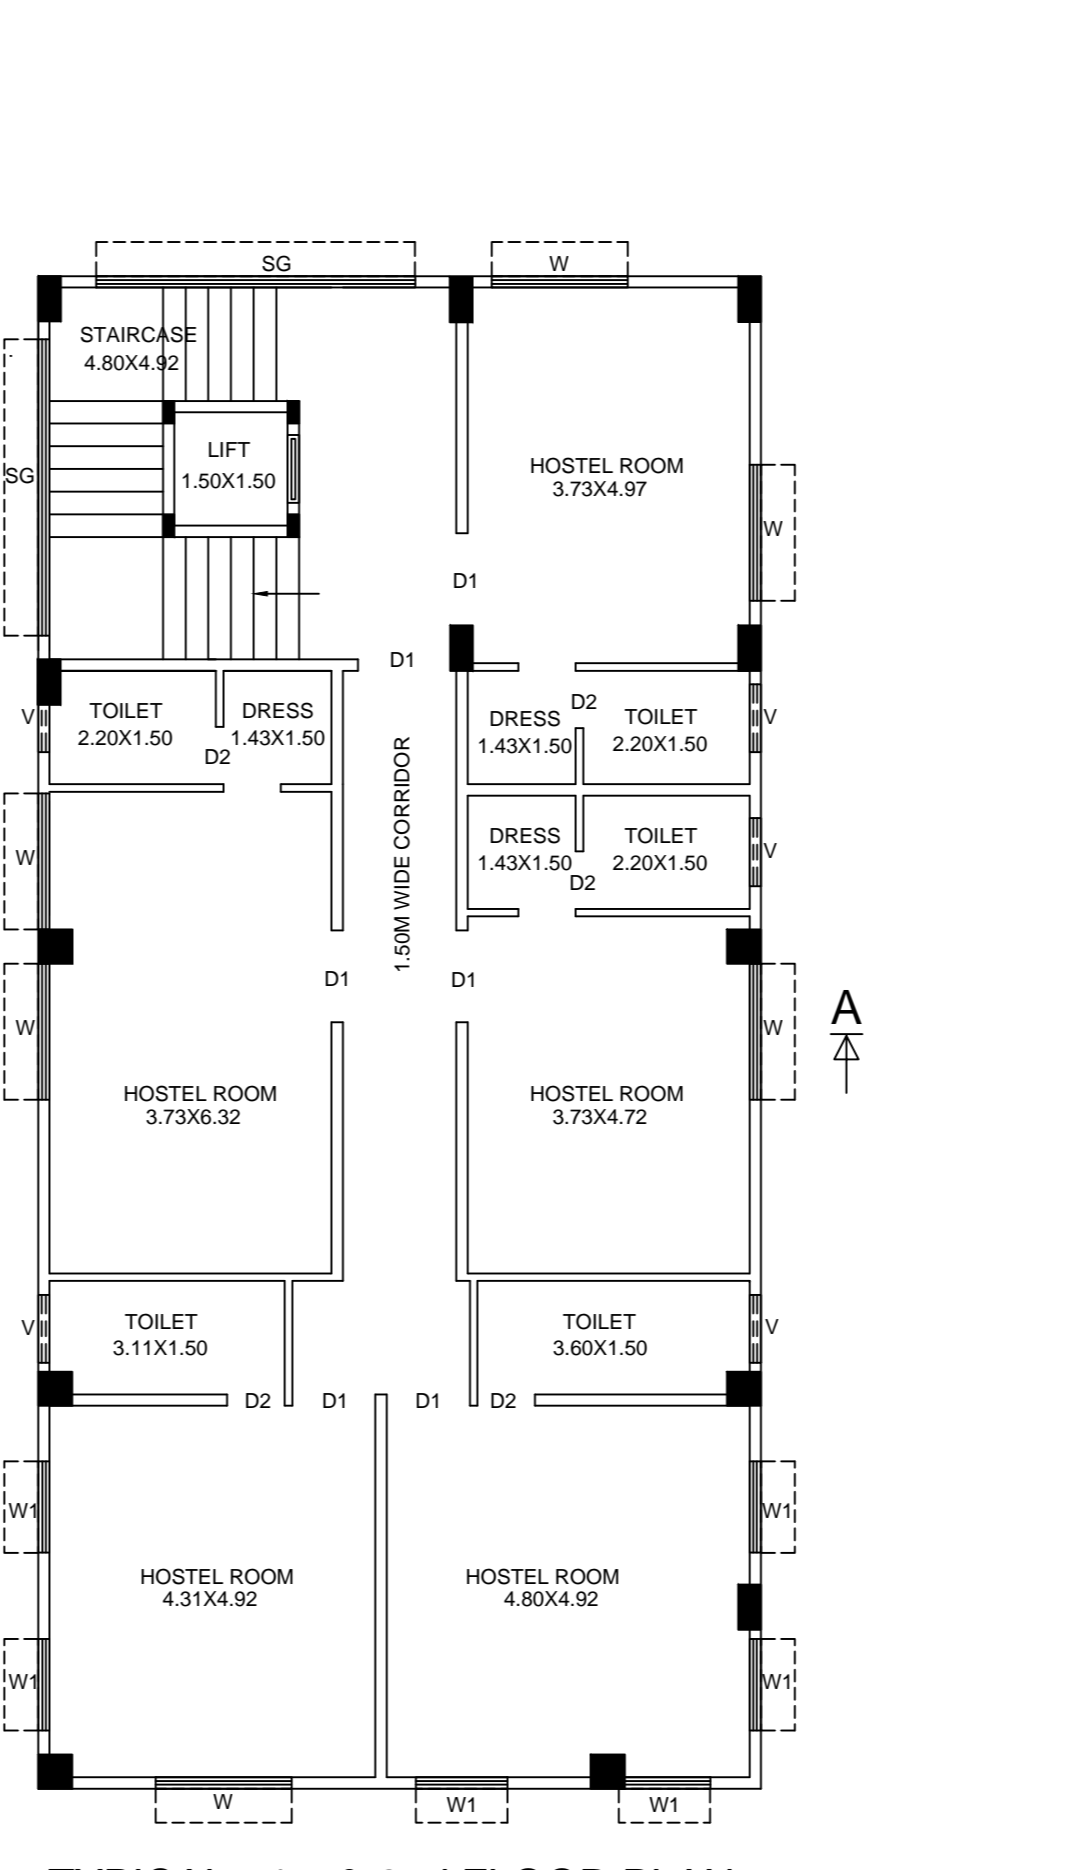 SG
W
STAIRCASE
4.80X4.92
LIFT
1.50X1.50
SG
HOSTEL ROOM
3.73X4.97
W
D1
D1
TOILET
2.20X1.50
DRESS
1.43X1.50
V
D2
D2
DRESS
1.43X1.50
TOILET
2.20X1.50
V
1.50M WIDE CORRIDOR
DRESS
1.43X1.50
TOILET
2.20X1.50
V
D2
W
D1
D1
W
W
A
HOSTEL ROOM
3.73X6.32
HOSTEL ROOM
3.73X4.72
TOILET
3.11X1.50
V
TOILET
3.60X1.50
V
D2
D1
D1
D2
W1
W1
HOSTEL ROOM
4.31X4.92
HOSTEL ROOM
4.80X4.92
W1
W1
W
W1
W1
FLOOR PLAN